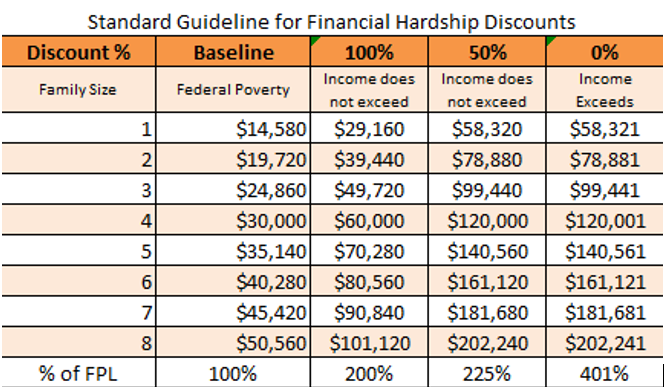 Standard Guideline for Financial Hardship Discounts
Discount % Baseline 100% 50% 0%
Family Size Federal Poverty Income does not exceed Income does not exceed Income Exceeds
1 $14,580 $29,160 $58,320 $58,321
2 $19,720 $39,440 $78,880 $78,881
3 $24,860 $49,720 $99,440 $99,441
4 $30,000 $60,000 $120,000 $120,001
5 $35,140 $70,280 $140,560 $140,561
6 $40,280 $80,560 $161,120 $161,121
7 $45,420 $90,840 $181,680 $181,681
8 $50,560 $101,120 $202,240 $202,241
% of FPL 100% 200% 225% 401%